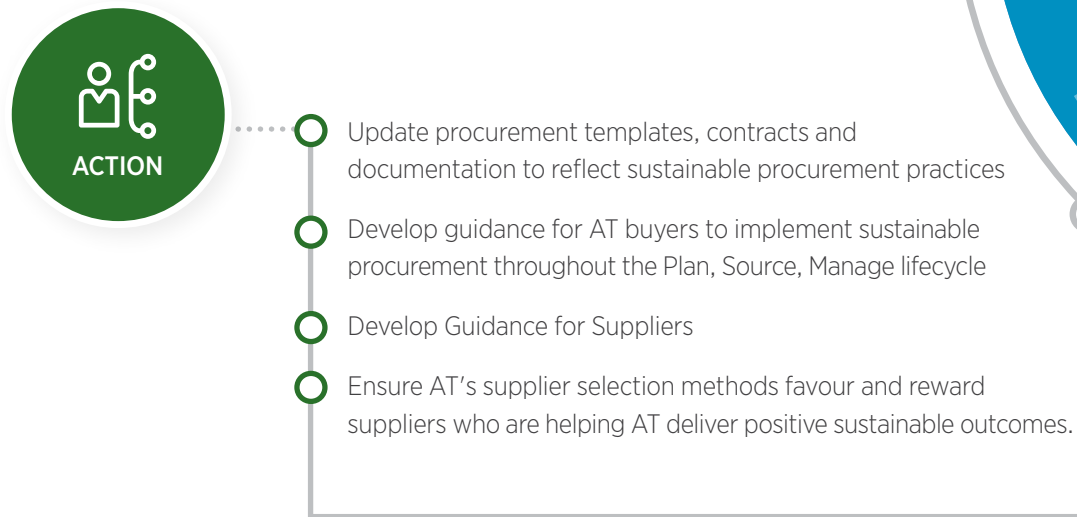 ACTION
Update procurement templates, contracts and
documentation to reflect sustainable procurement practices
Develop guidance for AT buyers to implement sustainable
procurement throughout the Plan, Source, Manage lifecycle
Develop Guidance for Suppliers
Ensure AT's supplier selection methods favour and reward
suppliers who are helping AT deliver positive sustainable outcomes.